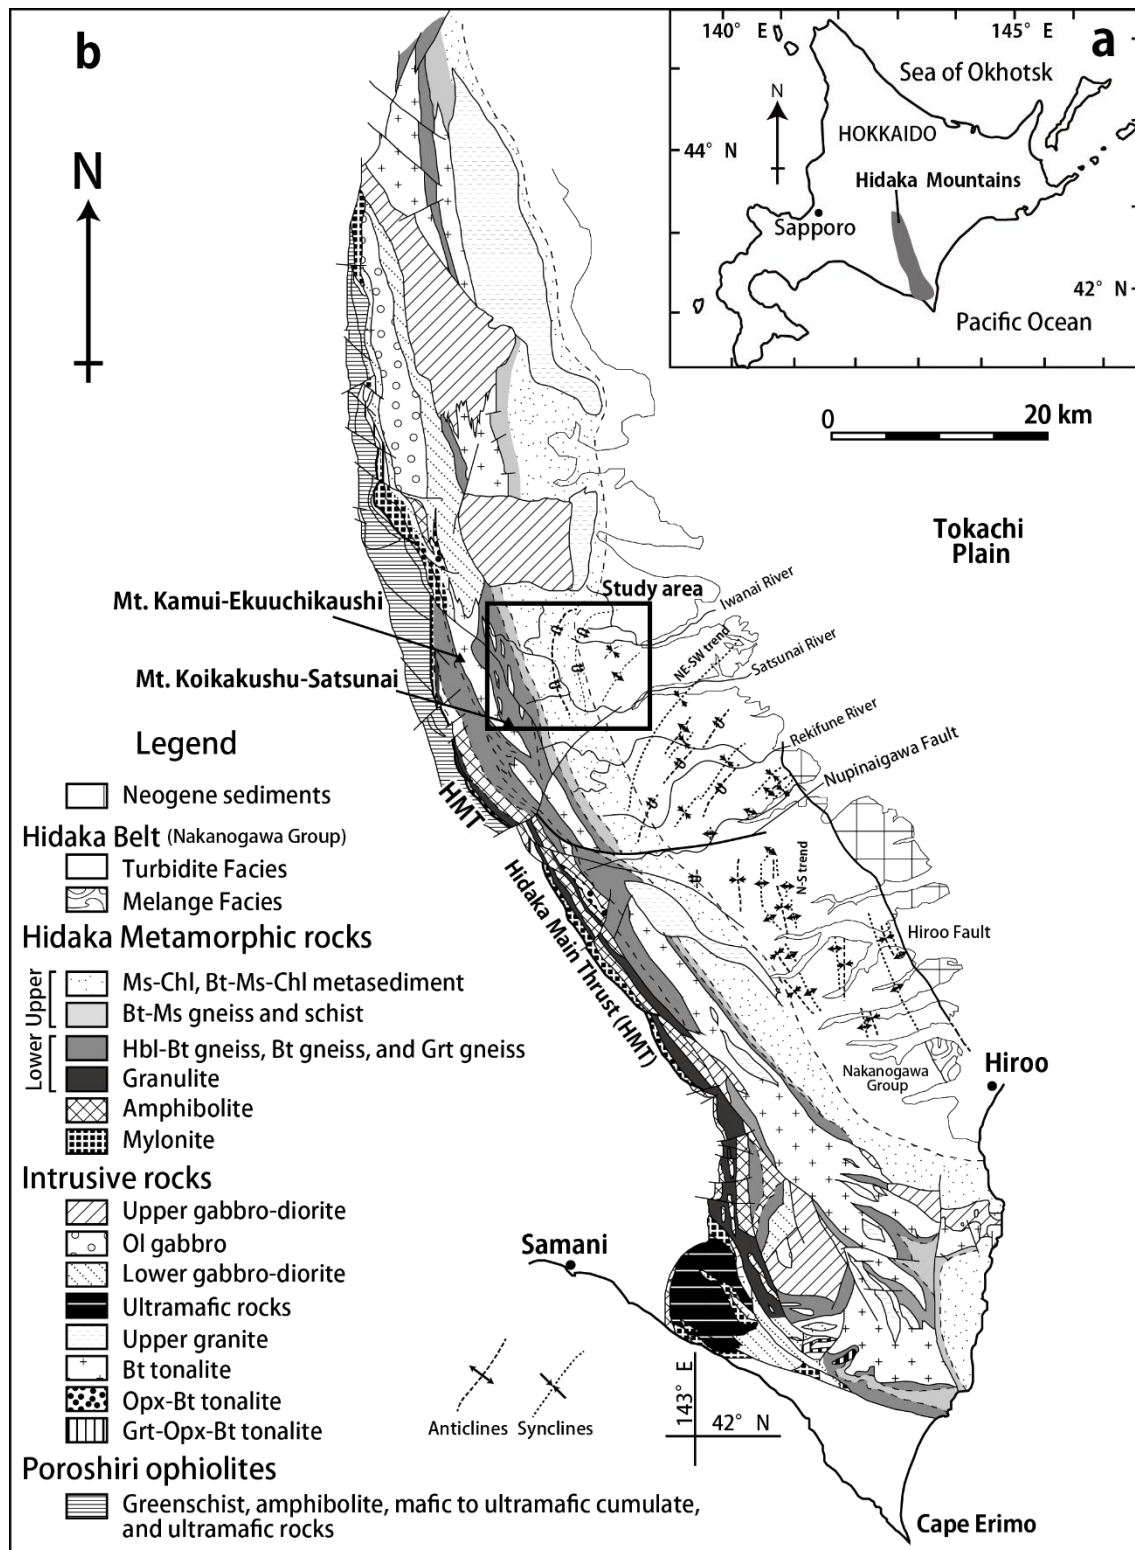 b
N
a
140° E
145° E
Sea of Okhotsk
N
HOKKAIDO
44° N
Hidaka Mountains
Sapporo
42° N
Pacific Ocean
0
20 km
Tokachi
Plain
Study area
Iwanai River
Mt. Kamui-Ekuuchikaushi
NE-SW trend
Satsunai River
Mt. Koikakushu-Satsunai
Rekifune River
Nupinaigawa Fault
HMT
Hidaka Main Thrust (HMT)
N-S trend
Hiroo Fault
Nakanogawa
Group
Hiroo
Samani
Legend
Neogene sediments
Hidaka Belt (Nakanogawa Group)
Turbidite Facies
Melange Facies
Hidaka Metamorphic rocks
Upper
Ms-Chl, Bt-Ms-Chl metasediment
Bt-Ms gneiss and schist
Lower
Hbl-Bt gneiss, Bt gneiss, and Grt gneiss
Granulite
Amphibolite
Mylonite
Intrusive rocks
Upper gabbro-diorite
Ol gabbro
Lower gabbro-diorite
Ultramafic rocks
Upper granite
Bt tonalite
Opx-Bt tonalite
Grt-Opx-Bt tonalite
Poroshiri ophiolites
Greenschist, amphibolite, mafic to ultramafic cumulate,
and ultramafic rocks
Anticlines
Synclines
143° E
42° N
Cape Erimo